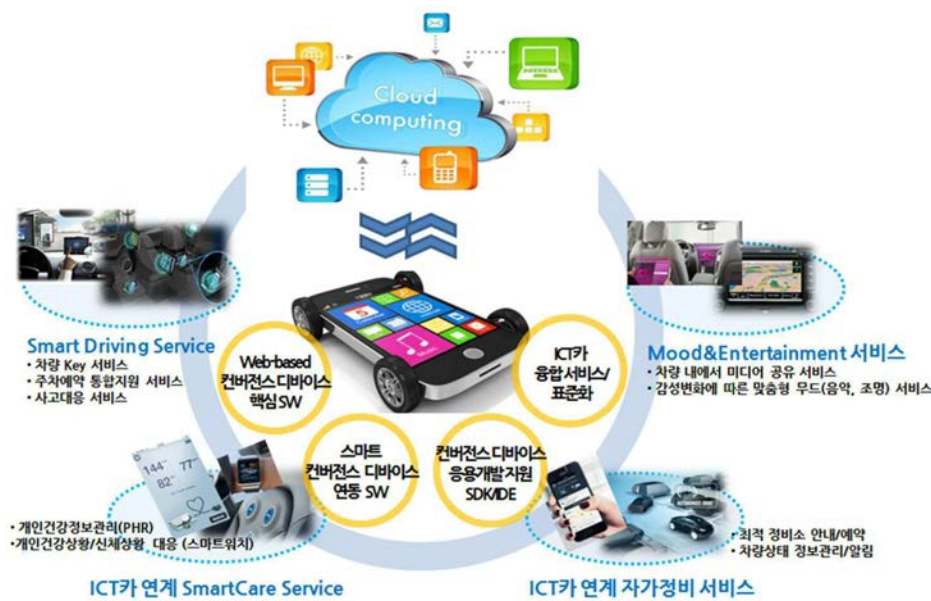 Cloud
computing
Smart Driving Service
• 차량 Key 서비스
• 주차예약 통합지원 서비스
• 사고대응 서비스
Mood&Entertainment 서비스
• 차량 내에서 미디어 공유 서비스
• 감성변화에 따른 맞춤형 무드(음악, 조명) 서비스
Web-based
컨버전스 디바이스
핵심 SW
ICT카
융합 서비스/
표준화
스마트
컨버전스 디바이스
연동 SW
컨버전스 디바이스
응용개발 지원
SDK/IDE
Music
144
77
82
• 개인건강정보관리(PHR)
• 개인건강상황/신체상황 대응 (스마트워치)
ICT카 연계 SmartCare Service
• 최적 정비소 안내/예약
• 차량상태 정보관리/알림
ICT카 연계 자가정비 서비스